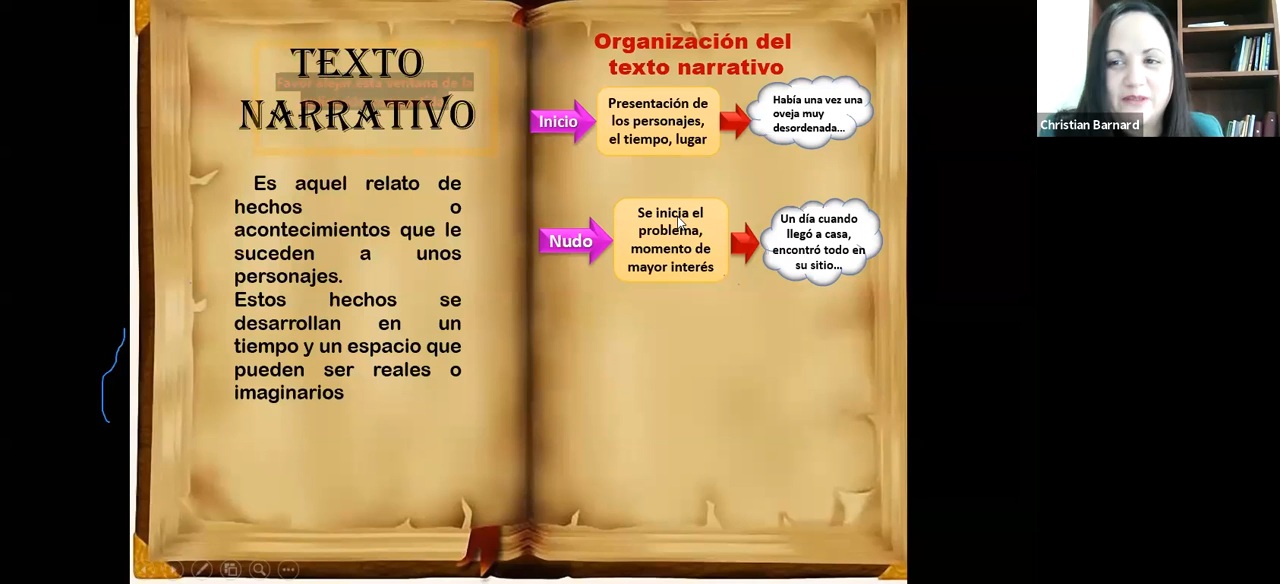 TEXTO
NARRATIVO
Es aquel relato de
hechos o
acontecimientos que le
suceden a unos
personajes.
Estos hechos se
desarrollan en un
tiempo y un espacio que
pueden ser reales o
imaginarios
Organización del
texto narrativo
Inicio
Presentación de
los personajes,
el tiempo, lugar
Había una vez una
oveja muy
desordenada...
Nudo
Se inicia el
problema,
momento de
mayor interés
Un día cuando
llegó a casa,
encontró todo en
su sitio...
Christian Barnard